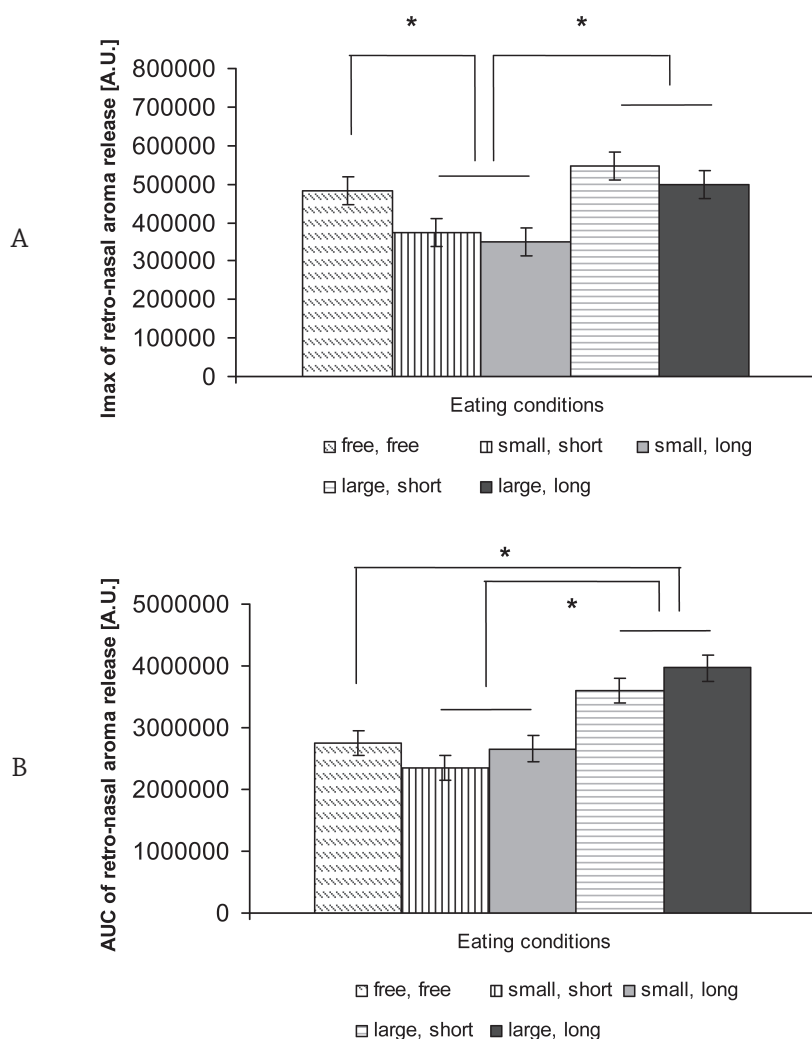 *
*
Imax of retro-nasal aroma release [A.U.]
800000
700000
600000
500000
400000
300000
200000
100000
0
A
Eating conditions
free, free
small, short
small, long
large, short
large, long
*
*
AUC of retro-nasal aroma release [A.U.]
5000000
4000000
3000000
2000000
1000000
0
B
Eating conditions
free, free
small, short
small, long
large, short
large, long